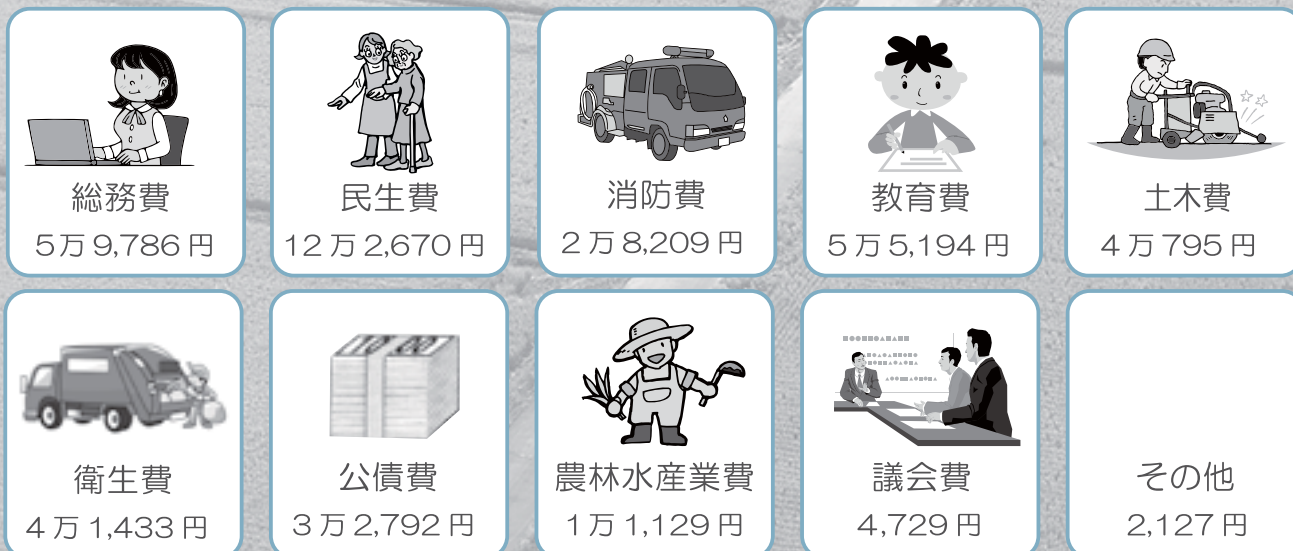 総務費
5万9,786円
民生費
12万2,670円
消防費
2万8,209円
教育費
5万5,194円
土木費
4万795円
衛生費
4万1,433円
公債費
3万2,792円
農林水産業費
1万1,129円
議会費
4,729円
その他
2,127円